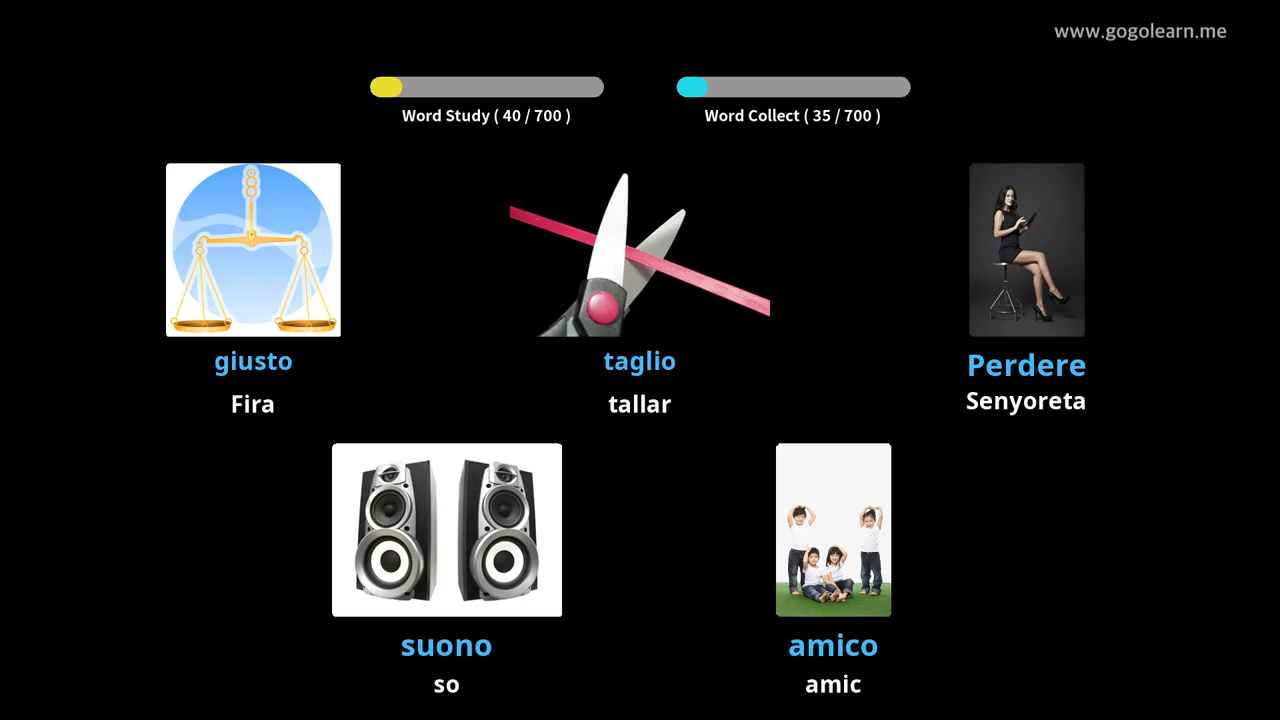 www.gogolearn.me
Word Study ( 40 / 700 )
Word Collect ( 35 / 700 )
giusto
Fira
taglio
tallar
Perdere
Senyoreta
suono
so
amico
amic